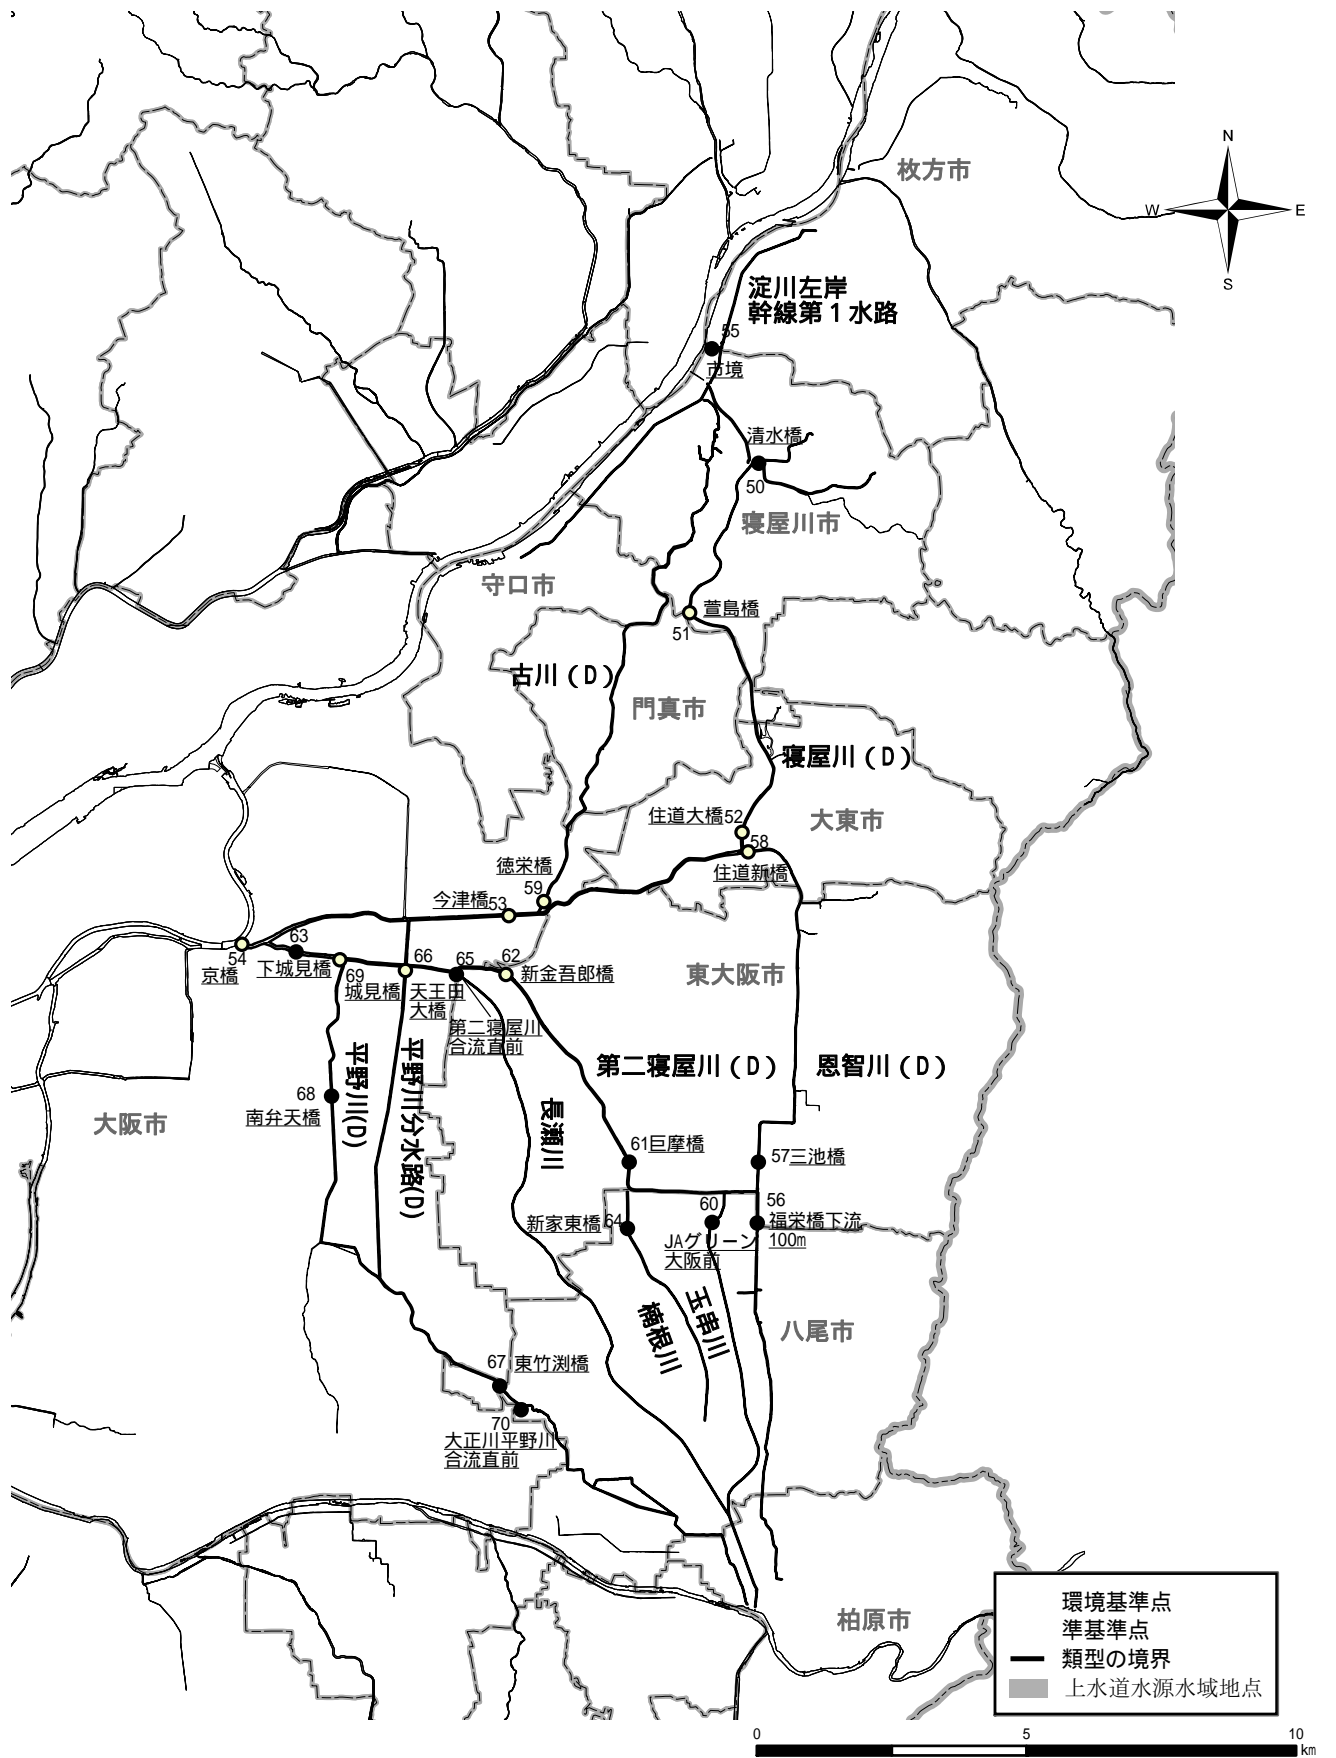 N
W
E
S
枚方市
淀川左岸
幹線第１水路
55
市境
清水橋
50
寝屋川市
守口市
萱島橋
51
古川（D）
門真市
寝屋川（D）
住道大橋52
大東市
58
住道新橋
徳栄橋
59
今津橋53
54
京橋
63
下城見橋
69
城見橋
66
天王田
大橋
65
第二寝屋川
合流直前
62
新金吾郎橋
東大阪市
第二寝屋川（D）
恩智川（D）
平野川(D)
平野川分水路(D)
長瀬川
68
南弁天橋
大阪市
61巨摩橋
57三池橋
60
56
新家東橋64
福栄橋下流
100m
JAグリーン
大阪前
楠根川
玉串川
八尾市
67 東竹渕橋
70
大正川平野川
合流直前
柏原市
環境基準点
準基準点
類型の境界
上水道水源水域地点
0
5
10
km